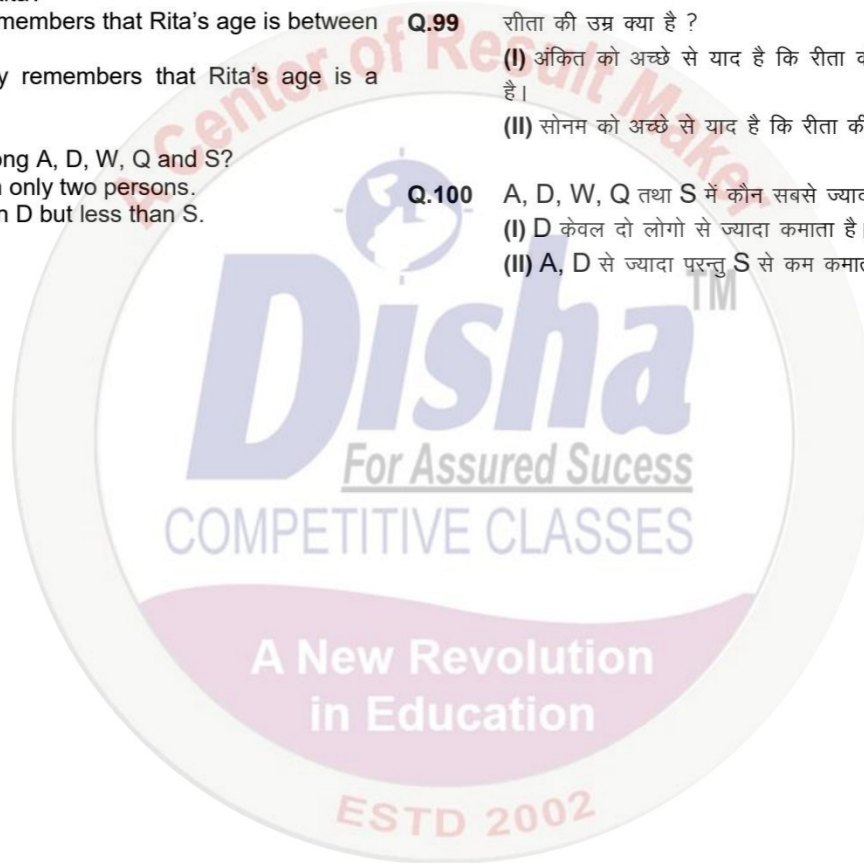 members that Rita's age is between
y remembers that Rita's age is a
ng A, D, W, Q and S?
only two persons.
n D but less than S.
Q.99 राीता की उम्र क्या है ?
(I) अंकित को अच्छे से याद है कि रीता
है।
(II) सोनम को अच्छे से याद है कि रीता की
Q.100 A, D, W, Q तथा S में कौन सबसे
(I) D केवल दो लोगो से ज्यादा कमाता है।
(II) A, D से ज्यादा परन्तु S से कम
A Center of Result Maker
Disha TM
For Assured Sucess
COMPETITIVE CLASSES
A New Revolution
in Education
ESTD 2002